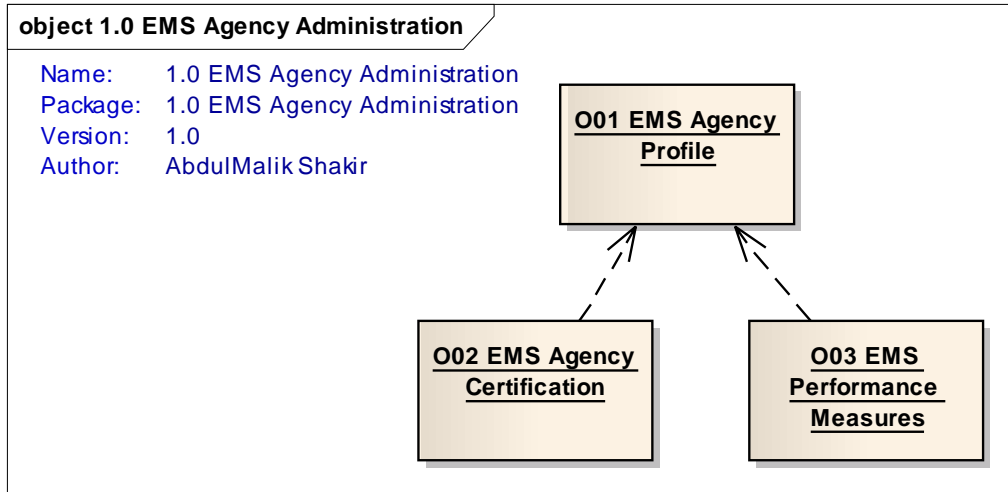 object 1.0 EMS Agency Administration
Name: 1.0 EMS Agency Administration
Package: 1.0 EMS Agency Administration
Version: 1.0
Author: AbdulMalik Shakir
O01 EMS Agency
Profile
O02 EMS Agency
Certification
O03 EMS
Performance
Measures